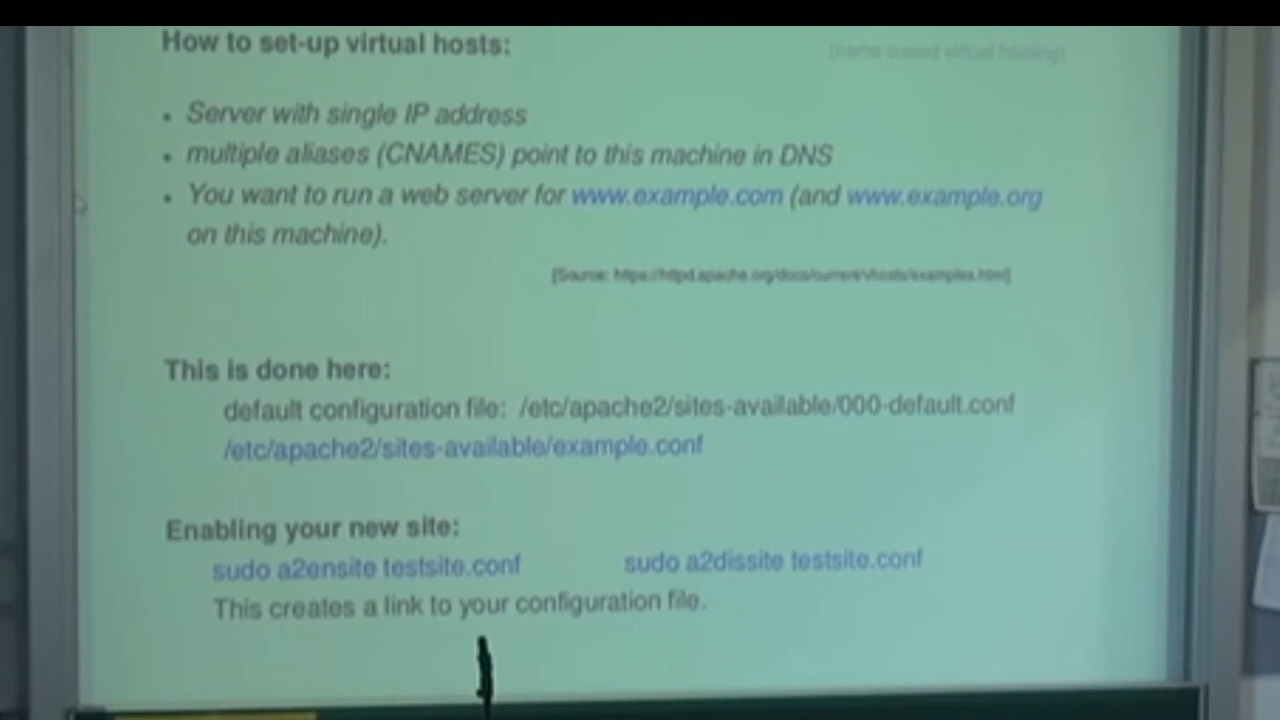 How to set-up virtual hosts:
(name-based virtual hosting)
• Server with single IP address
• multiple aliases (CNAMES) point to this machine in DNS
• You want to run a web server for www.example.com (and www.example.org
on this machine).
[Source: https://httpd.apache.org/docs/current/vhosts/examples.html]
This is done here:
default configuration file: /etc/apache2/sites-available/000-default.conf
/etc/apache2/sites-available/example.conf
Enabling your new site:
sudo a2ensite testsite.conf sudo a2dissite testsite.conf
This creates a link to your configuration file.